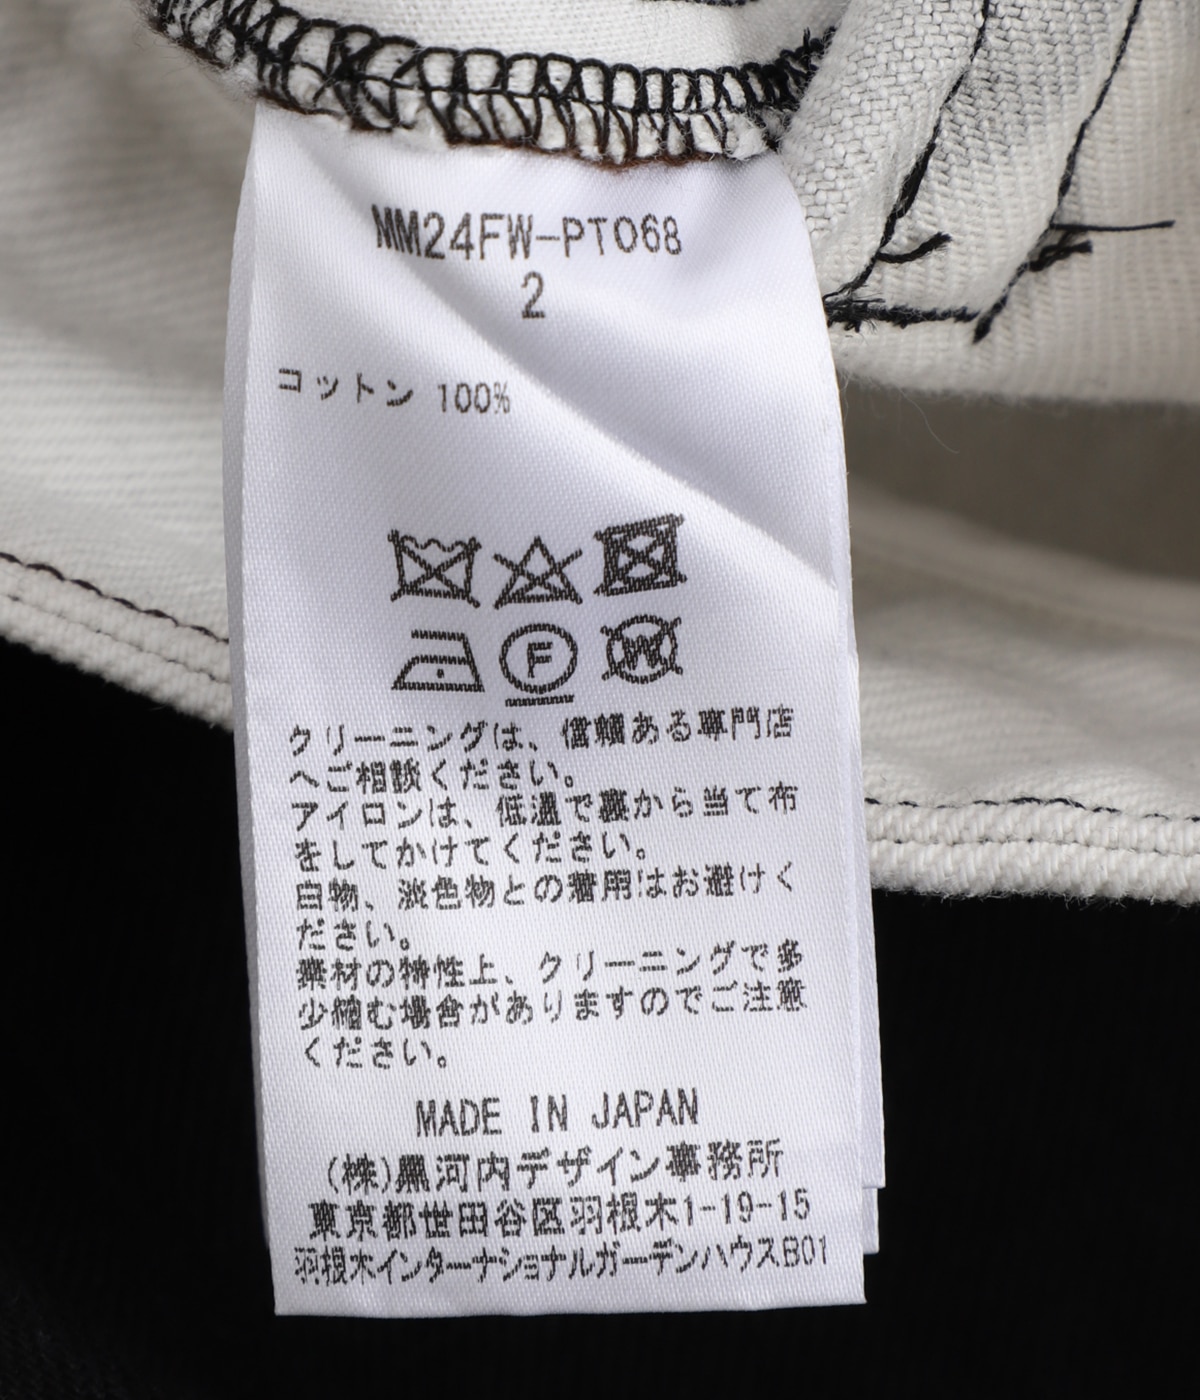 MM24FW-PT068
2
コットン 100%
F
W
クリーニングは、信頼ある専門店
へご相談ください。
アイロンは、低温で裏から当て布
をしてかけてください。
白物、淡色物との着用はお避けく
ださい。
素材の特性上、クリーニングで多
少縮む場合がありますのでご注意
ください。
MADE IN JAPAN
(株)黒河内デザイン事務所
東京都世田谷区羽根木1-19-15
羽根木インターナショナルガーデンハウスB01